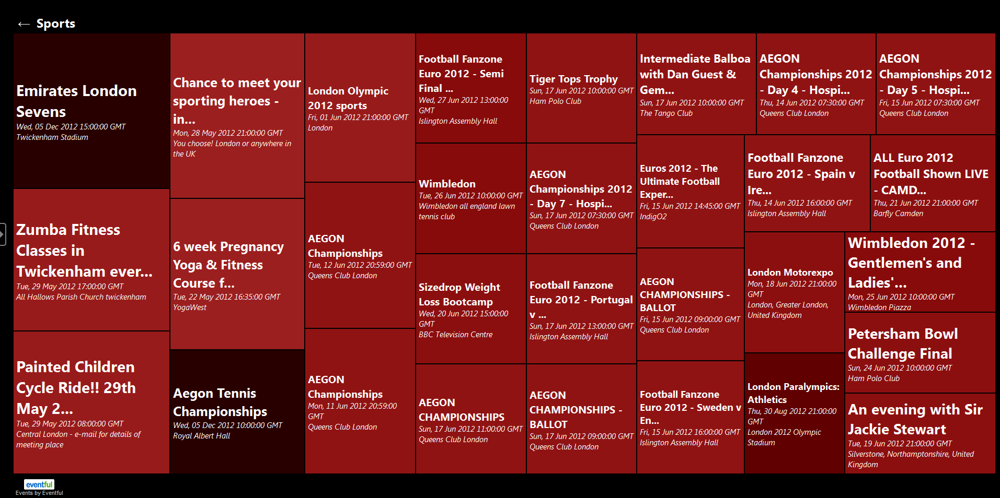 ← Sports
Emirates London
Sevens
Wed, 05 Dec 2012 15:00:00 GMT
Twickenham Stadium
Zumba Fitness
Classes in
Twickenham ever...
Tue, 29 May 2012 17:00:00 GMT
All Hallows Parish Church twickenham
Painted Children
Cycle Ride!! 29th
May 2...
Tue, 29 May 2012 08:00:00 GMT
Central London - e-mail for details of
meeting place
Chance to meet your
sporting heroes -
in...
Mon, 28 May 2012 21:00:00 GMT
You choose! London or anywhere in
the UK
6 week Pregnancy
Yoga & Fitness
Course f...
Tue, 22 May 2012 16:35:00 GMT
YogaWest
Aegon Tennis
Championships
Wed, 05 Dec 2012 10:00:00 GMT
Royal Albert Hall
London Olympic
2012 sports
Fri, 01 Jun 2012 21:00:00 GMT
London
AEGON
Championships
Tue, 12 Jun 2012 20:59:00 GMT
Queens Club London
AEGON
Championships
Mon, 11 Jun 2012 20:59:00
GMT
Queens Club London
Football Fanzone
Euro 2012 - Semi
Final ...
Wed, 27 Jun 2012 13:00:00
GMT
Islington Assembly Hall
Wimbledon
Tue, 26 Jun 2012 10:00:00 GMT
Wimbledon all england lawn
tennis club
Sizedrop Weight
Loss Bootcamp
Wed, 20 Jun 2012 15:00:00
GMT
BBC Television Centre
AEGON
CHAMPIONSHIPS
Sun, 17 Jun 2012 11:00:00 GMT
Queens Club London
Tiger Tops Trophy
Sun, 17 Jun 2012 10:00:00 GMT
Ham Polo Club
AEGON
Championships 2012
- Day 7 - Hospi...
Sun, 17 Jun 2012 07:30:00 GMT
Queens Club London
Football Fanzone
Euro 2012 - Portugal
v ...
Sun, 17 Jun 2012 13:00:00 GMT
Islington Assembly Hall
AEGON
CHAMPIONSHIPS -
BALLOT
Sun, 17 Jun 2012 09:00:00 GMT
Queens Club London
Intermediate Balboa
with Dan Guest &
Gem...
Sun, 17 Jun 2012 10:00:00 GMT
The Tango Club
AEGON
Championships 2012
- Day 4 - Hospi...
Thu, 14 Jun 2012 07:30:00 GMT
Queens Club London
AEGON
Championships 2012
- Day 5 - Hospi...
Fri, 15 Jun 2012 07:30:00 GMT
Queens Club London
Euros 2012 - The
Ultimate Football
Exper...
Fri, 15 Jun 2012 14:45:00 GMT
IndigO2
AEGON
CHAMPIONSHIPS -
BALLOT
Fri, 15 Jun 2012 09:00:00 GMT
Queens Club London
Football Fanzone
Euro 2012 - Sweden v
En...
Fri, 15 Jun 2012 16:00:00 GMT
Islington Assembly Hall
Football Fanzone
Euro 2012 - Spain v
Ire...
Thu, 14 Jun 2012 16:00:00 GMT
Islington Assembly Hall
ALL Euro 2012
Football Shown LIVE
- CAMD...
Thu, 21 Jun 2012 21:00:00 GMT
Barfly Camden
London Motorexpo
Mon, 18 Jun 2012 21:00:00
GMT
London, Greater London,
United Kingdom
London Paralympics:
Athletics
Thu, 30 Aug 2012 21:00:00
GMT
London 2012 Olympic
Stadium
Wimbledon 2012 -
Gentlemen's and
Ladies'...
Mon, 25 Jun 2012 10:00:00 GMT
Wimbledon Piazza
Petersham Bowl
Challenge Final
Sun, 24 Jun 2012 10:00:00 GMT
Ham Polo Club
An evening with Sir
Jackie Stewart
Tue, 19 Jun 2012 21:00:00 GMT
Silverstone, Northamptonshire, United
Kingdom
eventful
Events by Eventful